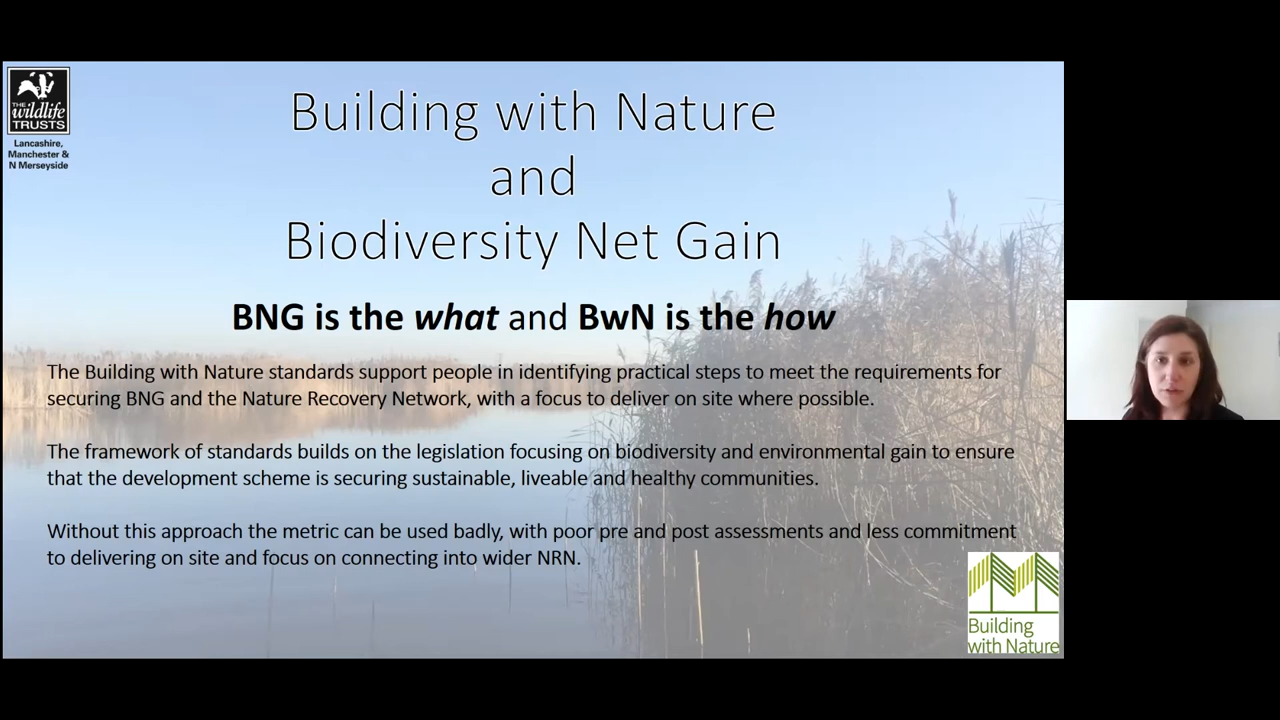 THE
wildlife
TRUSTS
Lancashire,
Manchester &
N Merseyside
Building with Nature
and
Biodiversity Net Gain
BNG is the what and BwN is the how
The Building with Nature standards support people in identifying practical steps to meet the requirements for
securing BNG and the Nature Recovery Network, with a focus to deliver on site where possible.
The framework of standards builds on the legislation focusing on biodiversity and environmental gain to ensure
that the development scheme is securing sustainable, liveable and healthy communities.
Without this approach the metric can be used badly, with poor pre and post assessments and less commitment
to delivering on site and focus on connecting into wider NRN.
Building
with Nature